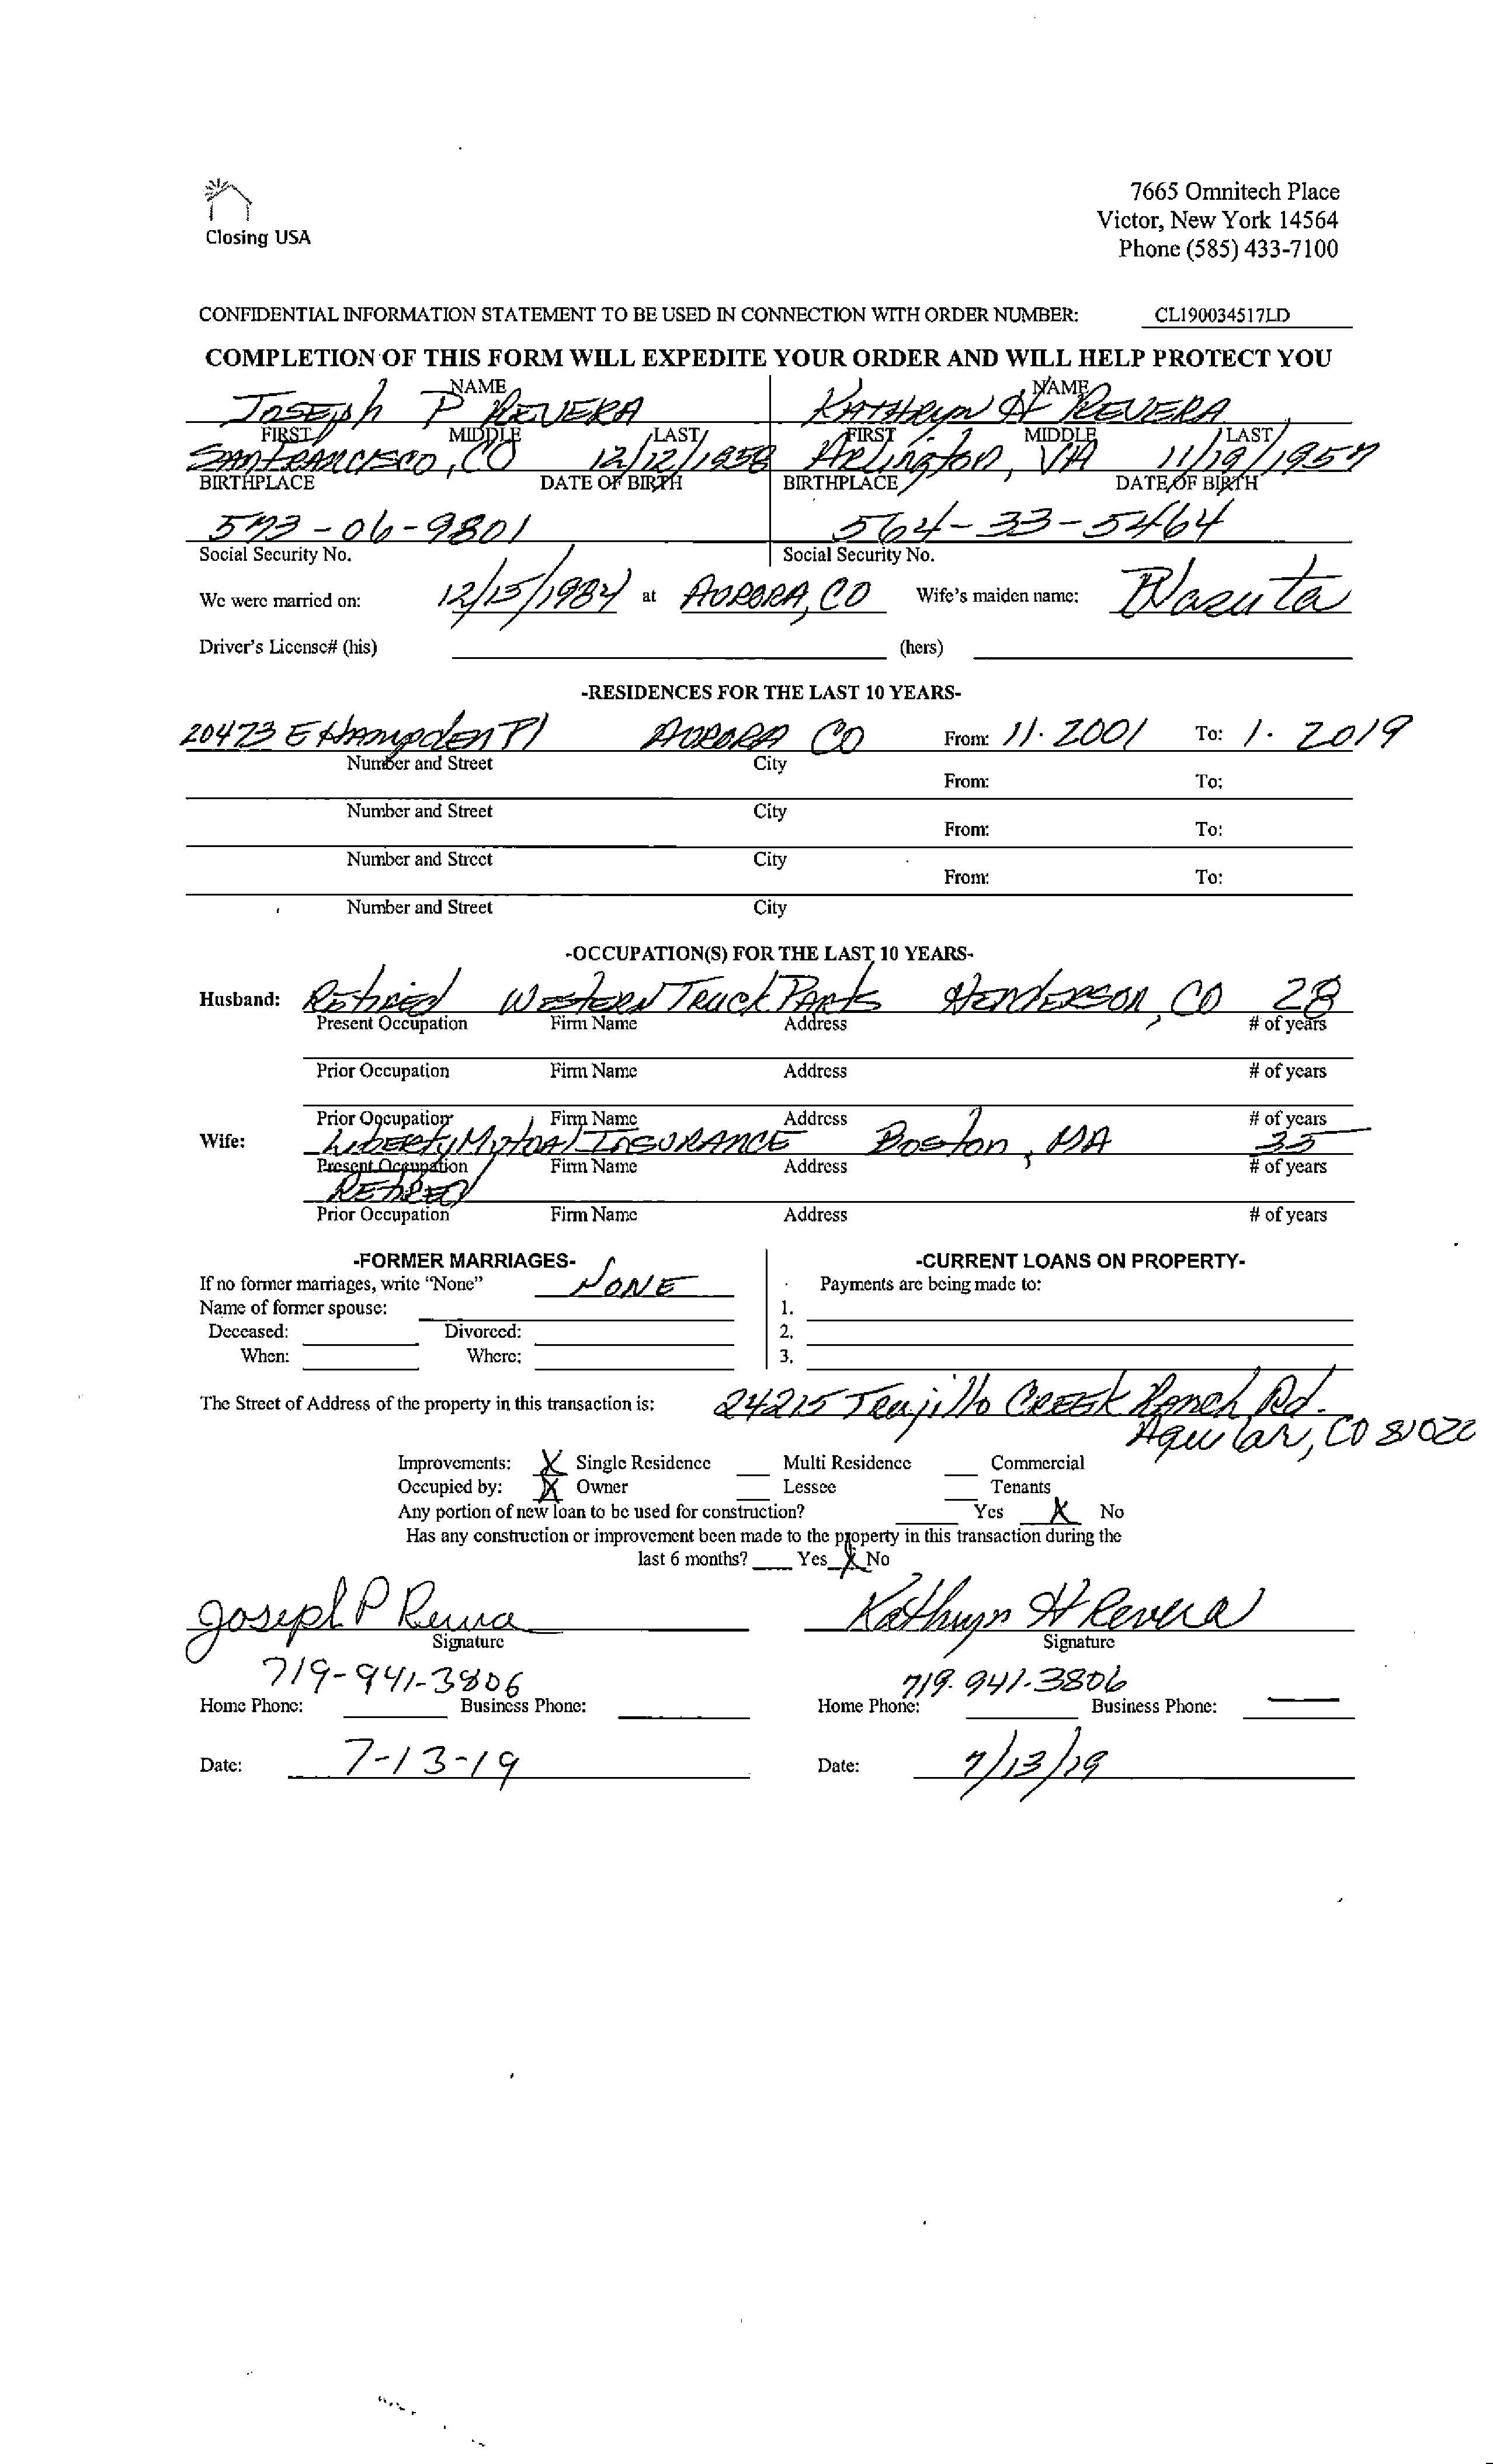 Closing USA
7665 Omnitech Place
Victor, New York 14564
Phone (585) 433-7100
CONFIDENTIAL INFORMATION STATEMENT TO BE USED IN CONNECTION WITH ORDER NUMBER: CL190034517LD
COMPLETION OF THIS FORM WILL EXPEDITE YOUR ORDER AND WILL HELP PROTECT YOU
NAME NAME
Joseph P REVERA KATHRYN H REVERA
FIRST MIDDLE LAST FIRST MIDDLE LAST
SAN FRANCISCO, CO 12/12/1958 Arlington, VA 11/19/1957
BIRTHPLACE DATE OF BIRTH BIRTHPLACE DATE OF BIRTH
573-06-9801 564-33-5464
Social Security No. Social Security No.
We were married on: 12/15/1984 at AURORA, CO Wife's maiden name: Wasuta
Driver's License# (his) (hers)
-RESIDENCES FOR THE LAST 10 YEARS-
20473 E Hampden Pl AURORA CO From: 11.2001 To: 1.2019
Number and Street City
From: To:
Number and Street City
From: To:
Number and Street City
From: To:
Number and Street City
-OCCUPATION(S) FOR THE LAST 10 YEARS-
Husband: Retired Western Truck Parts HENDERSON, CO 28
Present Occupation Firm Name Address # of years
Prior Occupation Firm Name Address # of years
Prior Occupation Firm Name Address # of years
Wife: Liberty Mutual INSURANCE Boston, MA 35
Present Occupation Firm Name Address # of years
RETIRED
Prior Occupation Firm Name Address # of years
-FORMER MARRIAGES- -CURRENT LOANS ON PROPERTY-
If no former marriages, write "None" NONE Payments are being made to:
Name of former spouse: 1.
Deceased: Divorced: 2.
When: Where: 3.
The Street of Address of the property in this transaction is: 24215 Trujillo CREEK Ranch Rd.
Aguilar, CO 81020
Improvements: X Single Residence Multi Residence Commercial
Occupied by: X Owner Lessee Tenants
Any portion of new loan to be used for construction? Yes X No
Has any construction or improvement been made to the property in this transaction during the
last 6 months? Yes X No
Joseph P Revera Kathryn H Revera
Signature Signature
719-941-3806 719.941.3806
Home Phone: Business Phone: Home Phone: Business Phone:
Date: 7-13-19 Date: 7/13/19